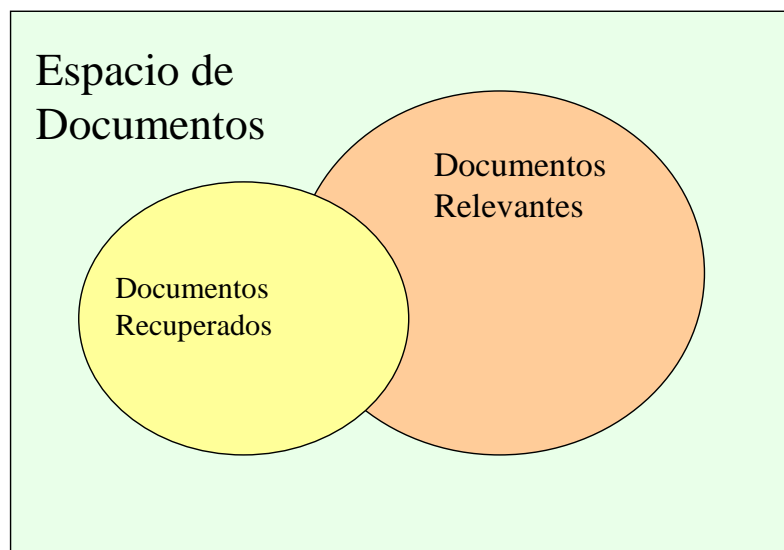 Espacio de
Documentos
Documentos
Relevantes
Documentos
Recuperados